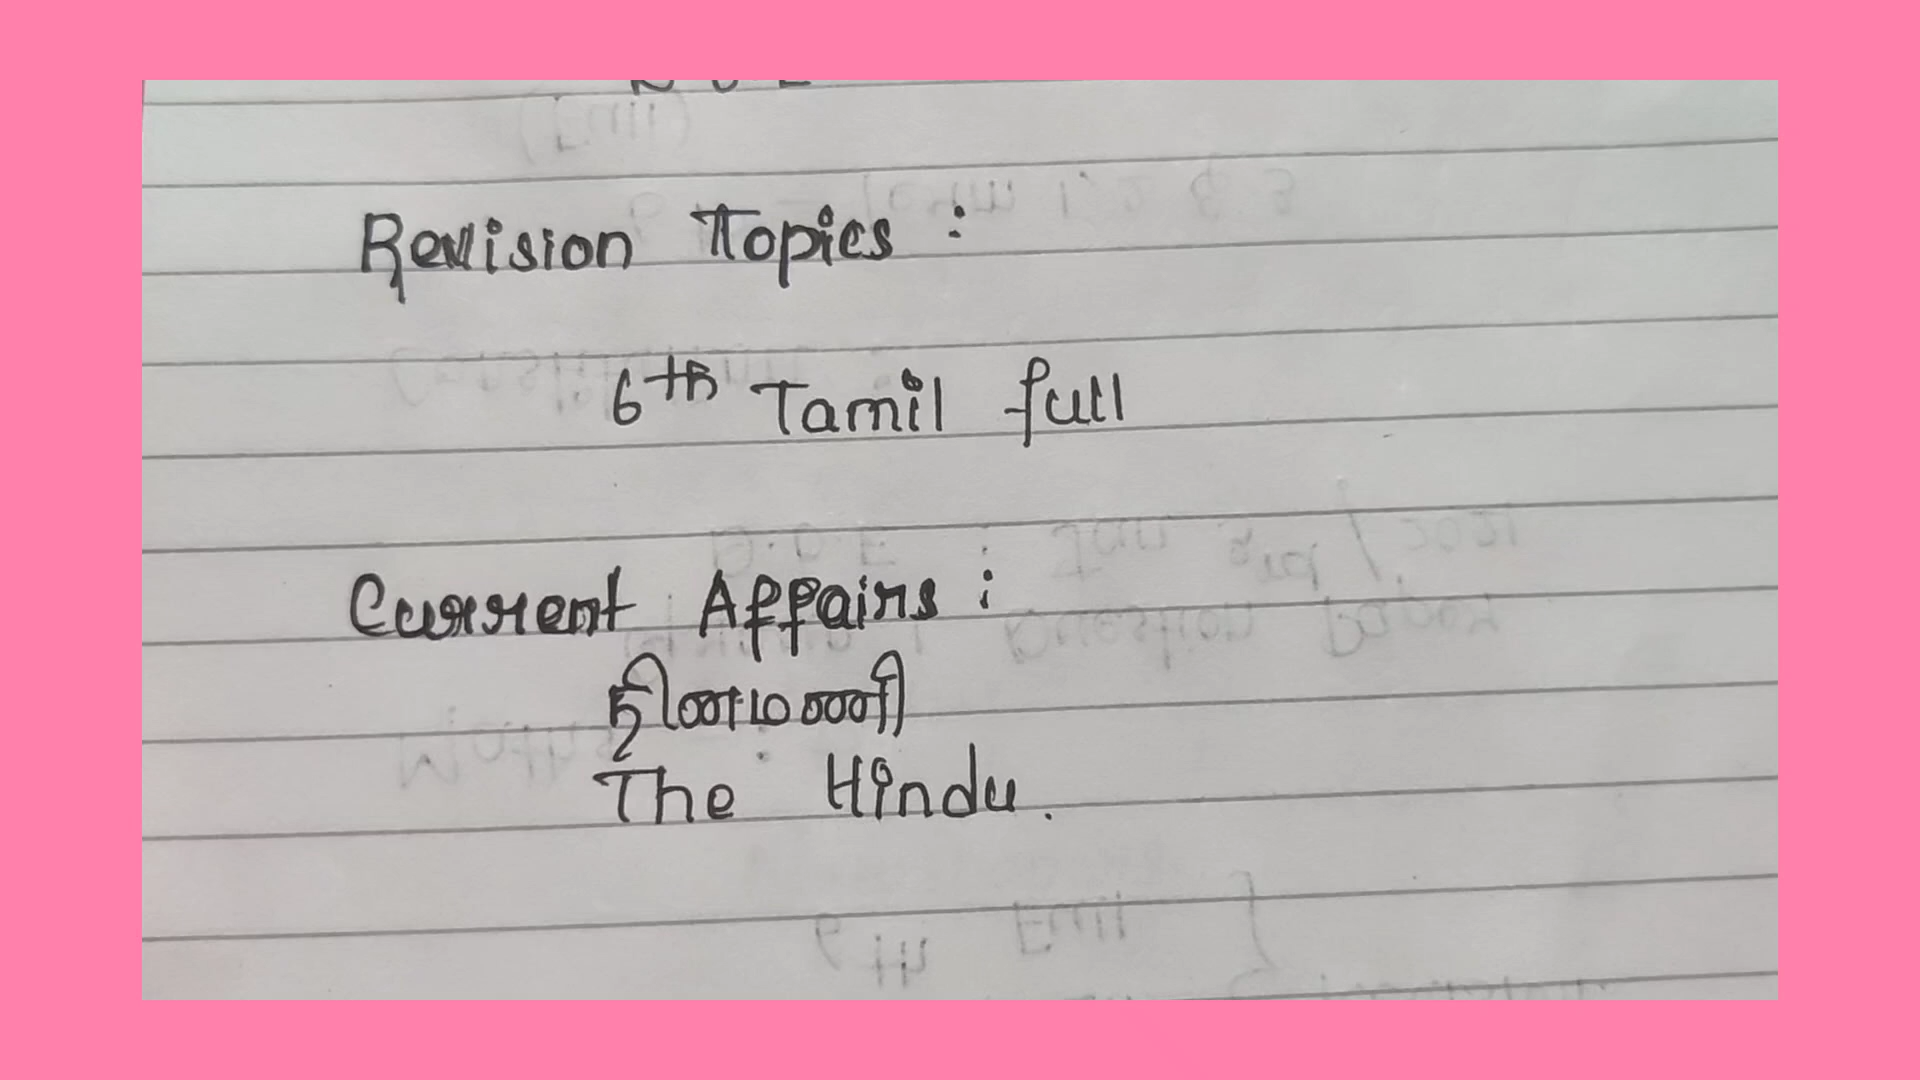 Revision Topics :
6th Tamil full
Current Affairs :
தினமணி
The Hindu.